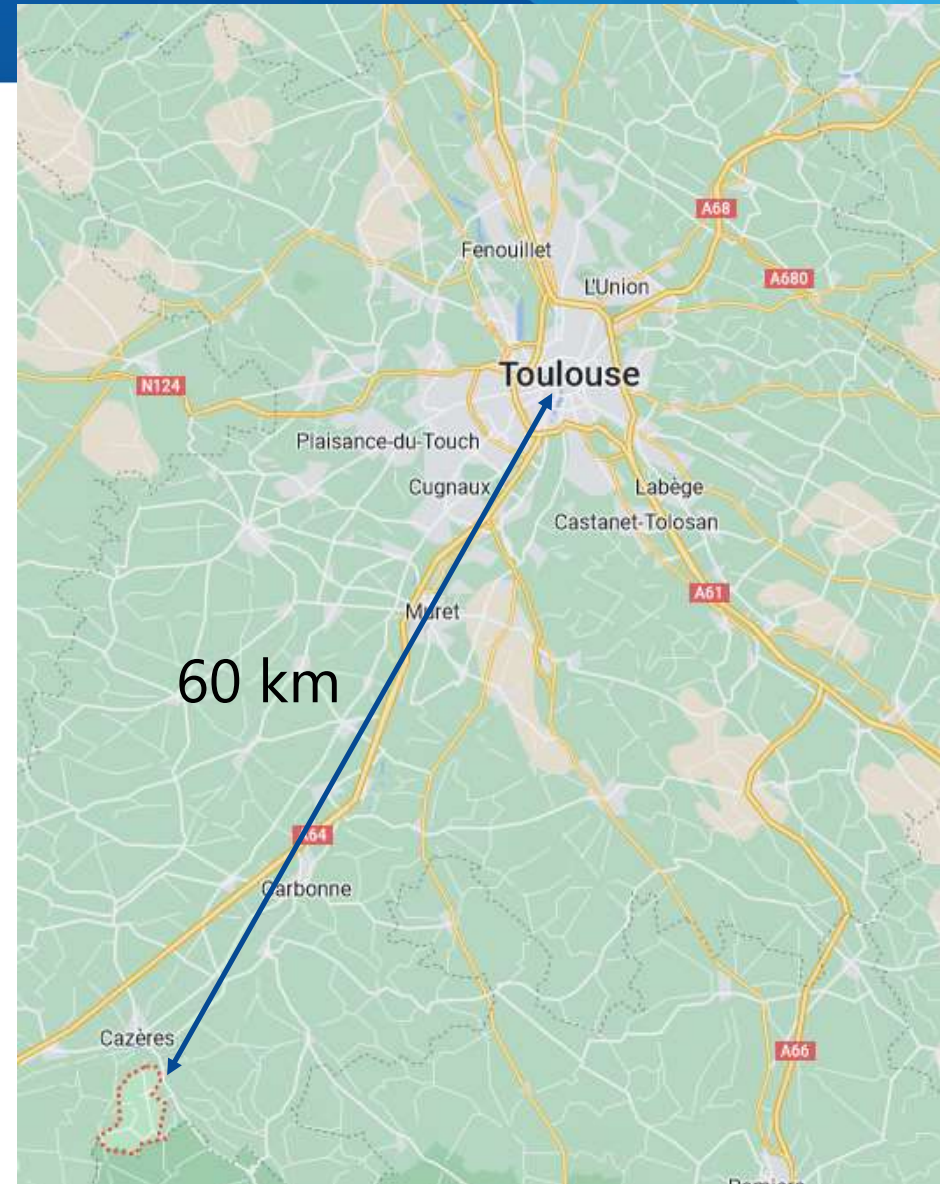 A68
Fenouillet
A680
L'Union
Toulouse
N124
Plaisance-du-Touch
Cugnaux
Labège
Castanet-Tolosan
A61
Muret
60 km
A64
Carbonne
Cazères
A66